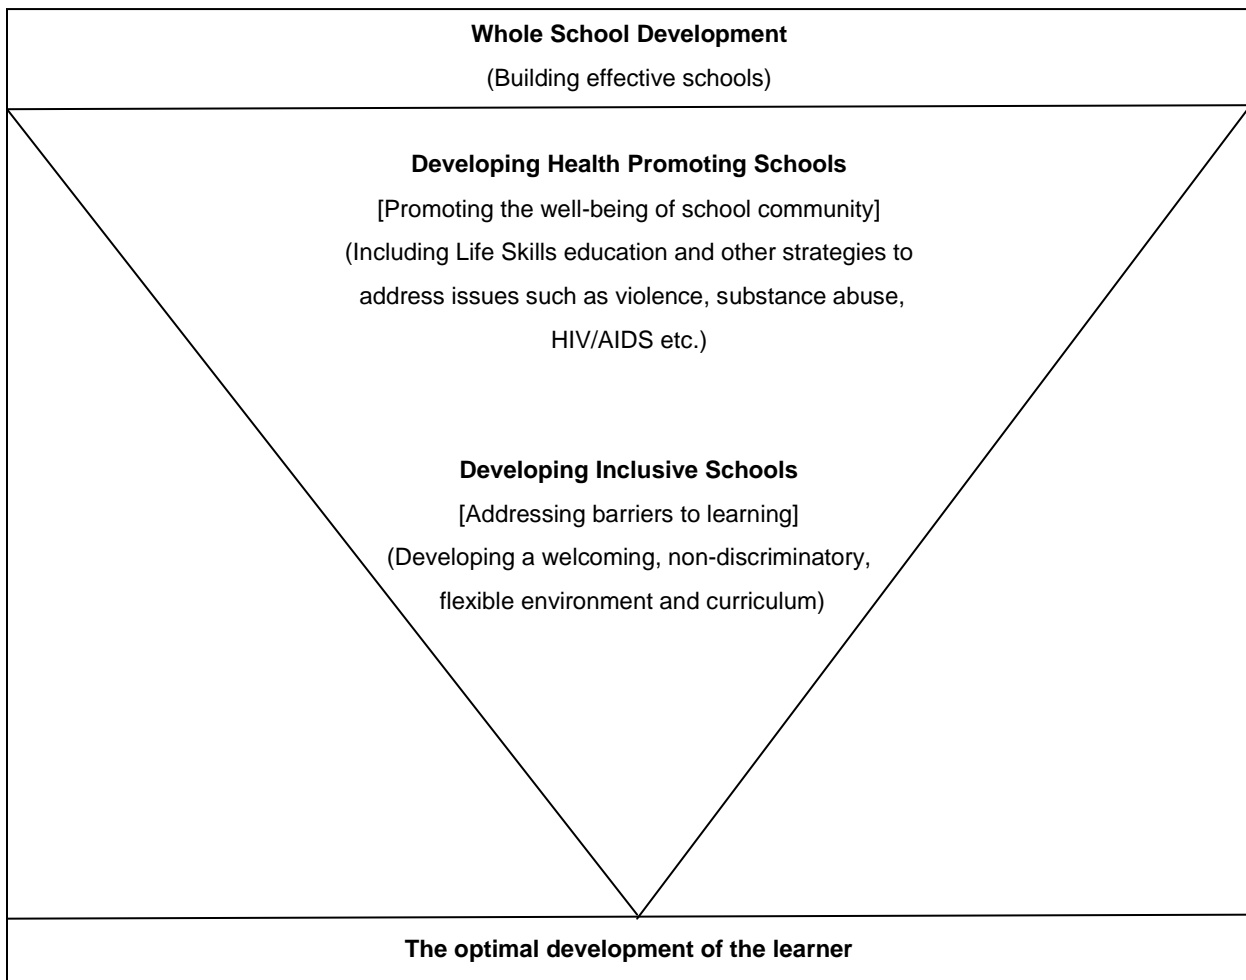 Whole School Development
(Building effective schools)
Developing Health Promoting Schools
[Promoting the well-being of school community]
(Including Life Skills education and other strategies to
address issues such as violence, substance abuse,
HIV/AIDS etc.)
Developing Inclusive Schools
[Addressing barriers to learning]
(Developing a welcoming, non-discriminatory,
flexible environment and curriculum)
The optimal development of the learner